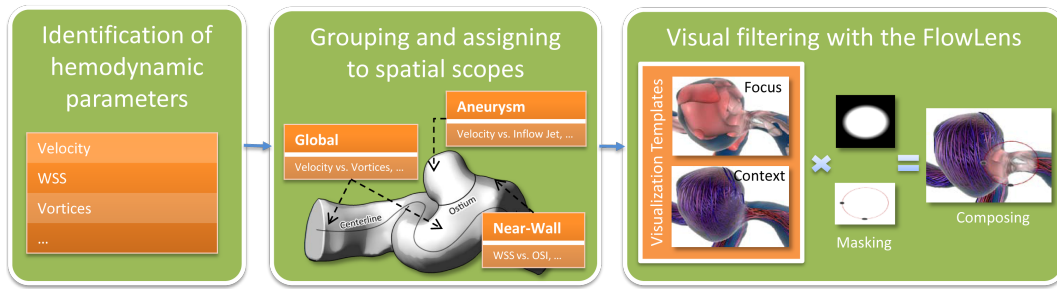 Identification of
hemodynamic
parameters
Velocity
WSS
Vortices
...
Grouping and assigning
to spatial scopes
Aneurysm
Velocity vs. Inflow Jet, ...
Global
Velocity vs. Vortices, ...
Centerline
Ostium
Near-Wall
WSS vs. OSI, ...
Visual filtering with the FlowLens
Visualization Templates
Focus
Context
Masking
Composing